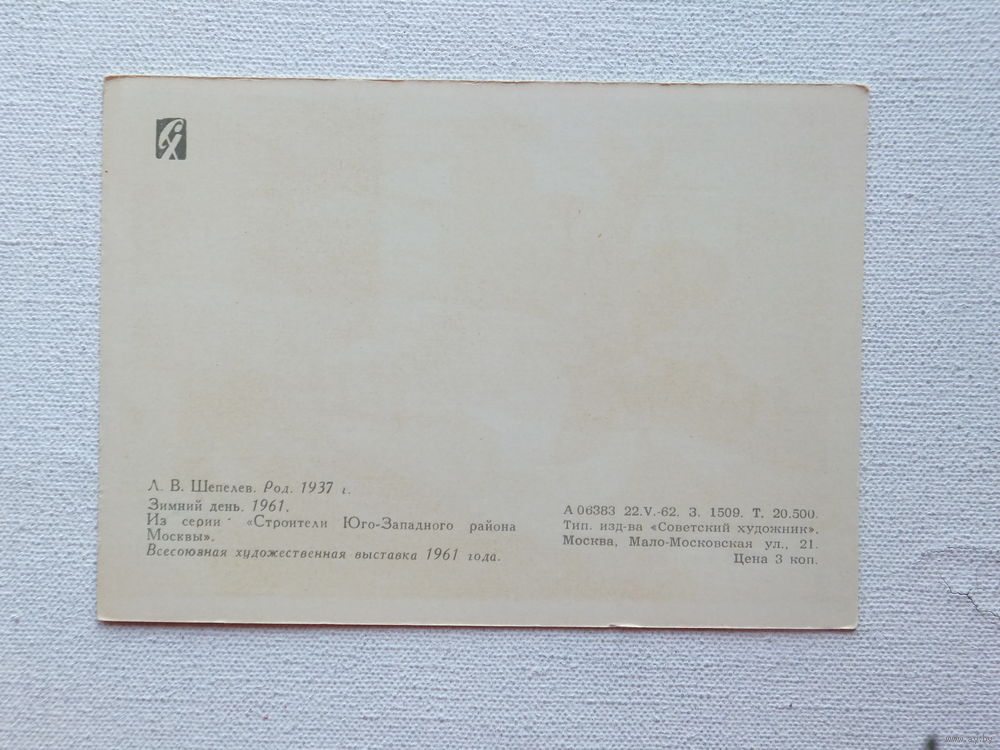 Л. В. Шепелев. Род. 1937 г.
Зимний день. 1961.
Из серии «Строители Юго-Западного района
Москвы».
Всесоюзная художественная выставка 1961 года.
А 06383 22.V.-62. З. 1509. Т. 20.500.
Тип. изд-ва «Советский художник».
Москва, Мало-Московская ул., 21.
Цена 3 коп.